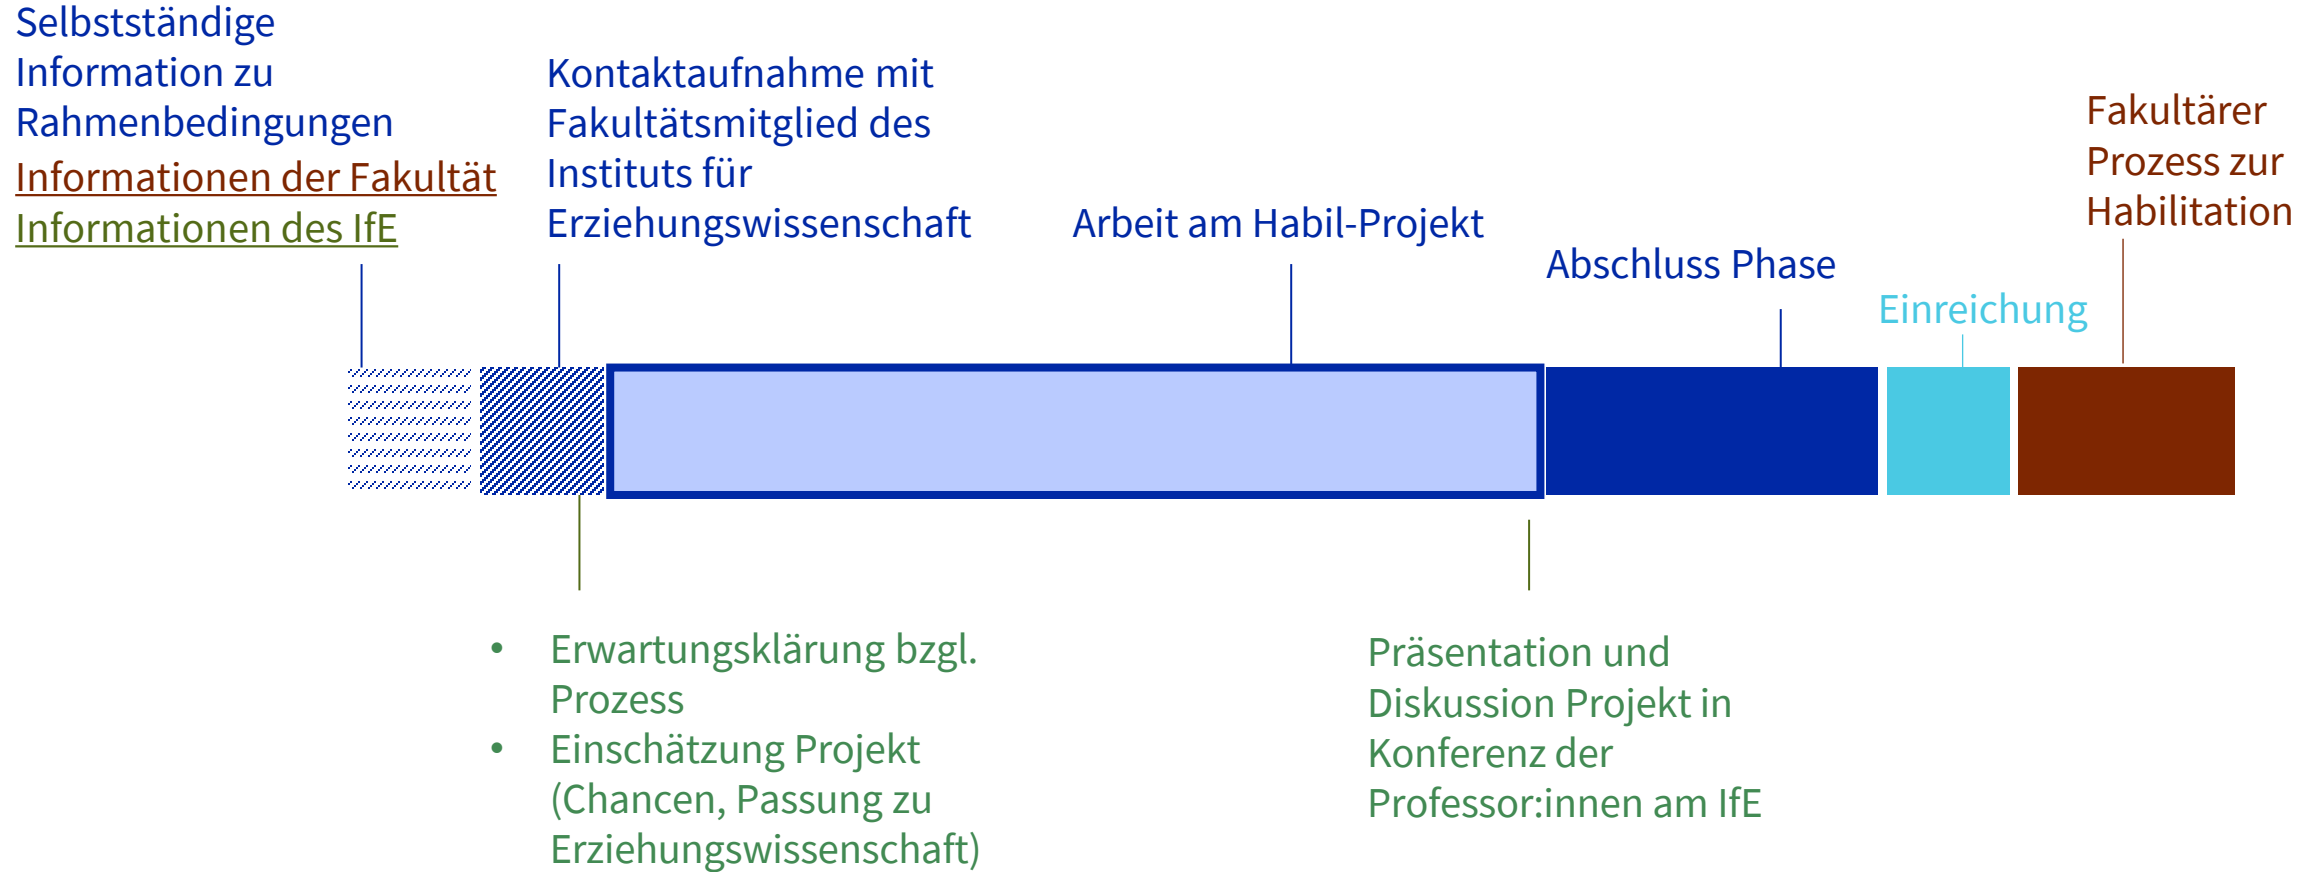 Selbstständige
Information zu
Rahmenbedingungen
Informationen der Fakultät
Informationen des IfE
Kontaktaufnahme mit
Fakultätsmitglied des
Instituts für
Erziehungswissenschaft
Arbeit am Habil-Projekt
Abschluss Phase
Einreichung
Fakultärer
Prozess zur
Habilitation
• Erwartungsklärung bzgl.
Prozess
• Einschätzung Projekt
(Chancen, Passung zu
Erziehungswissenschaft)
Präsentation und
Diskussion Projekt in
Konferenz der
Professor:innen am IfE